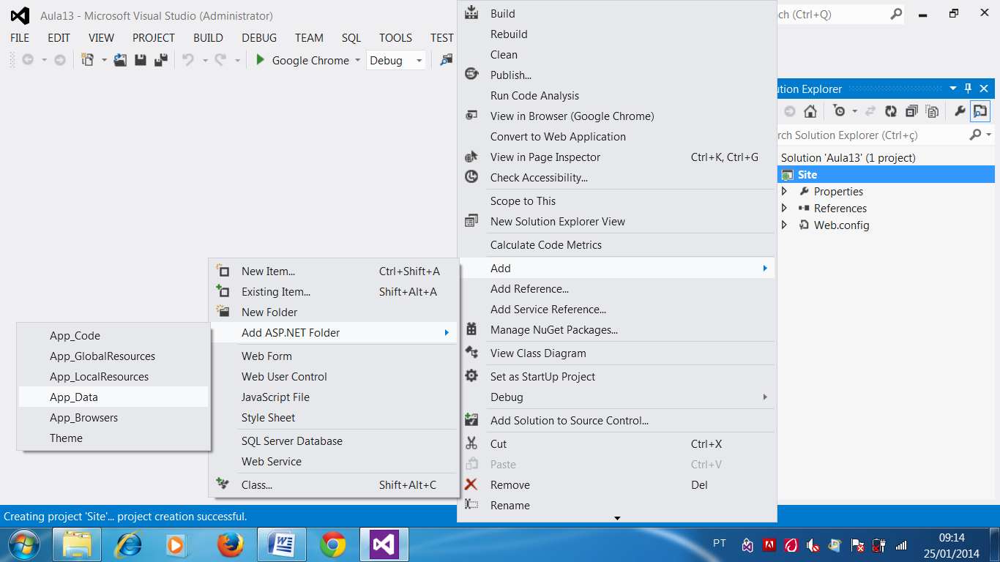 Aula13 - Microsoft Visual Studio (Administrator)
ch (Ctrl+Q)
FILE EDIT VIEW PROJECT BUILD DEBUG TEAM SQL TOOLS TEST
Google Chrome Debug
Build
Rebuild
Clean
Publish...
Run Code Analysis
View in Browser (Google Chrome)
Convert to Web Application
View in Page Inspector Ctrl+K, Ctrl+G
Check Accessibility...
Scope to This
New Solution Explorer View
Calculate Code Metrics
Add
Add Reference...
Add Service Reference...
Manage NuGet Packages...
View Class Diagram
Set as StartUp Project
Debug
Add Solution to Source Control...
Cut Ctrl+X
Paste Ctrl+V
Remove Del
Rename
New Item... Ctrl+Shift+A
Existing Item... Shift+Alt+A
New Folder
Add ASP.NET Folder
Web Form
Web User Control
JavaScript File
Style Sheet
SQL Server Database
Web Service
Class... Shift+Alt+C
App_Code
App_GlobalResources
App_LocalResources
App_Data
App_Browsers
Theme
ution Explorer
rch Solution Explorer (Ctrl+ç)
Solution 'Aula13' (1 project)
Site
Properties
References
Web.config
Creating project 'Site'... project creation successful.
PT
09:14
25/01/2014